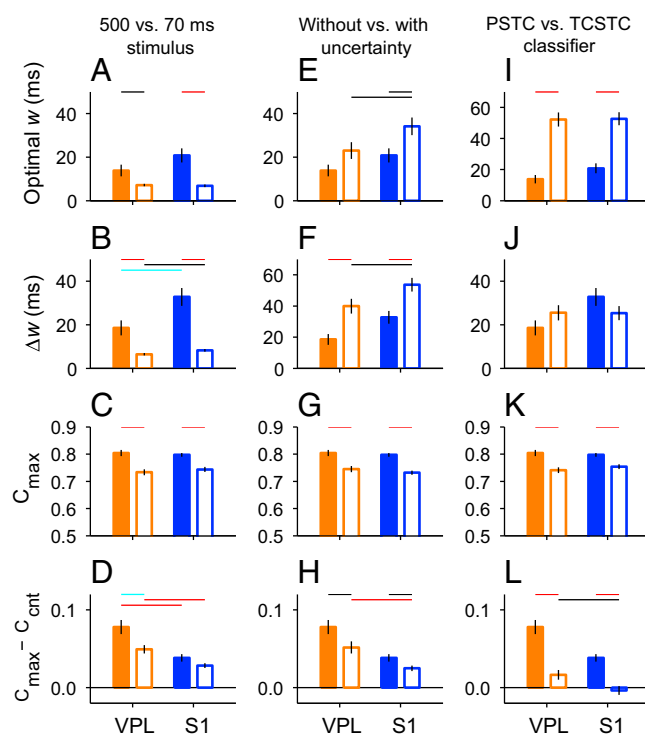 500 vs. 70 ms stimulus
Without vs. with uncertainty
PSTC vs. TCSTC classifier
A
E
I
Optimal w (ms)
40
20
0
40
20
0
60
40
20
0
B
F
J
Δw (ms)
40
20
0
60
40
20
0
40
20
0
C
G
K
Cmax
0.9
0.8
0.7
0.6
0.5
0.9
0.8
0.7
0.6
0.5
0.9
0.8
0.7
0.6
0.5
D
H
L
Cmax − Ccnt
0.1
0.0
0.1
0.0
0.1
0.0
VPL S1
VPL S1
VPL S1